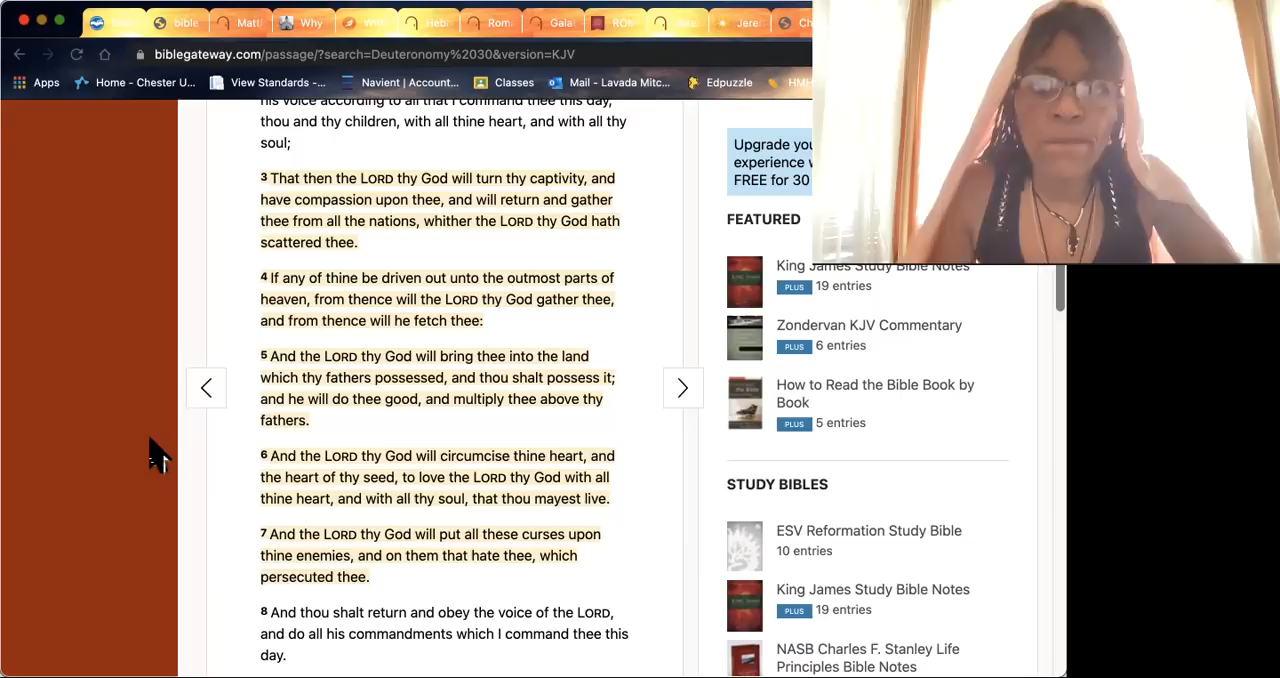 bible
Matt
Why
Rom
Gala
Jere
Ch
biblegateway.com/passage/?search=Deuteronomy%2030&version=KJV
Apps
Home - Chester U...
View Standards -...
Navient | Account...
Classes
Mail - Lavada Mitc...
Edpuzzle
HMH
his voice according to all that I command thee this day,
thou and thy children, with all thine heart, and with all thy
soul;
3 That then the LORD thy God will turn thy captivity, and
have compassion upon thee, and will return and gather
thee from all the nations, whither the LORD thy God hath
scattered thee.
4 If any of thine be driven out unto the outmost parts of
heaven, from thence will the LORD thy God gather thee,
and from thence will he fetch thee:
5 And the LORD thy God will bring thee into the land
which thy fathers possessed, and thou shalt possess it;
and he will do thee good, and multiply thee above thy
fathers.
6 And the LORD thy God will circumcise thine heart, and
the heart of thy seed, to love the LORD thy God with all
thine heart, and with all thy soul, that thou mayest live.
7 And the LORD thy God will put all these curses upon
thine enemies, and on them that hate thee, which
persecuted thee.
8 And thou shalt return and obey the voice of the LORD,
and do all his commandments which I command thee this
day.
Upgrade you
experience
FREE for 30
FEATURED
King James Study Bible Notes
PLUS 19 entries
Zondervan KJV Commentary
PLUS 6 entries
How to Read the Bible Book by
Book
PLUS 5 entries
STUDY BIBLES
ESV Reformation Study Bible
10 entries
King James Study Bible Notes
PLUS 19 entries
NASB Charles F. Stanley Life
Principles Bible Notes